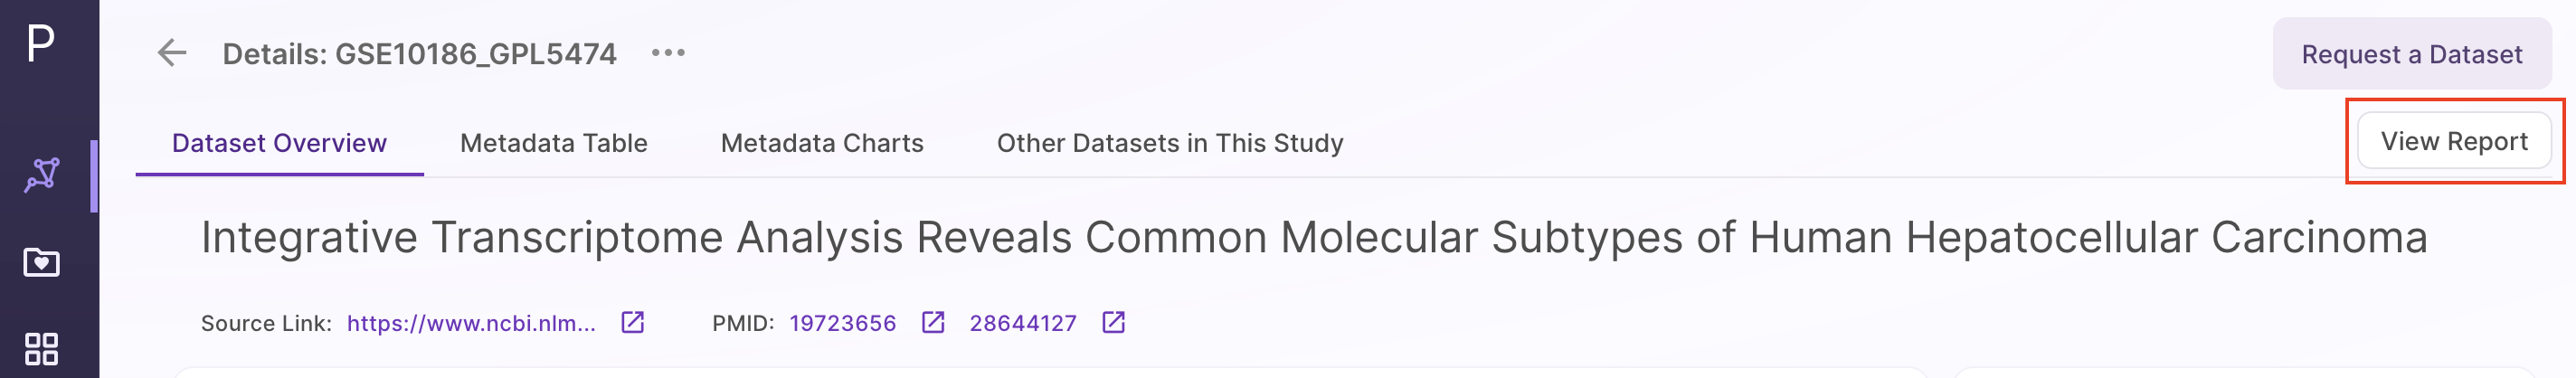 P
Details: GSE10186_GPL5474 •••
Request a Dataset
Dataset Overview Metadata Table Metadata Charts Other Datasets in This Study
View Report
Integrative Transcriptome Analysis Reveals Common Molecular Subtypes of Human Hepatocellular Carcinoma
Source Link: https://www.ncbi.nlm... PMID: 19723656 28644127